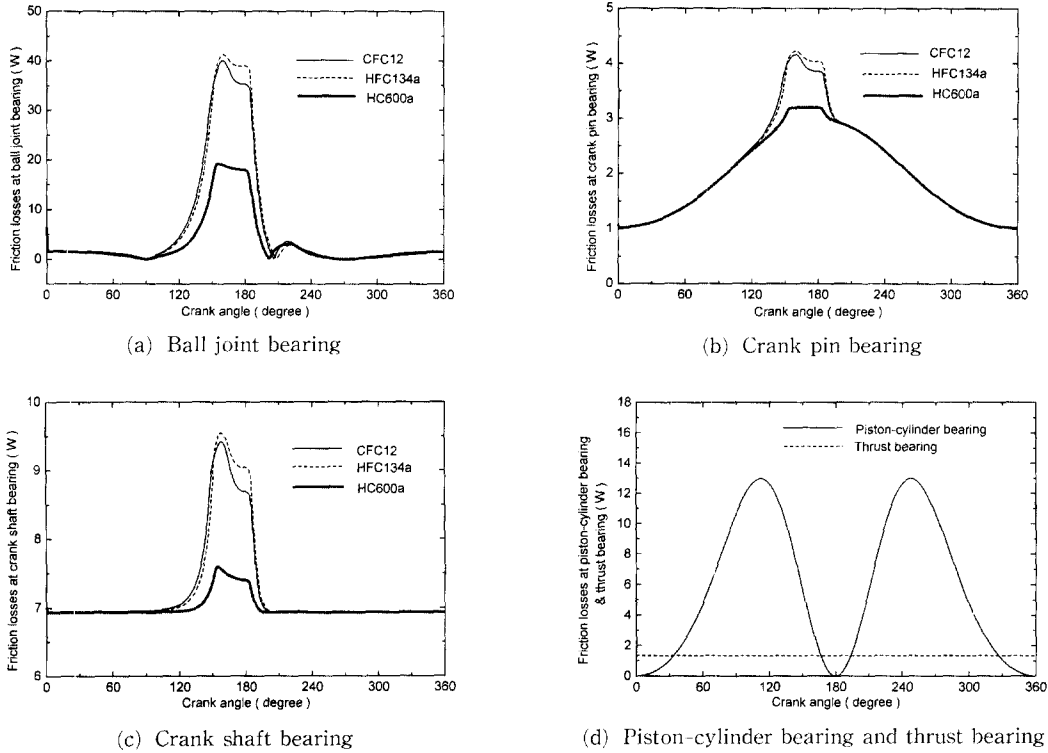 50
40
30
20
10
0
Friction losses at ball joint bearing ( W )
CFC12
HFC134a
HC600a
0 60 120 180 240 300 360
Crank angle ( degree )
(a) Ball joint bearing
5
4
3
2
1
0
Friction losses at crank pin bearing ( W )
CFC12
HFC134a
HC600a
0 60 120 180 240 300 360
Crank angle ( degree )
(b) Crank pin bearing
10
9
8
7
6
Friction losses at crank shaft bearing ( W )
CFC12
HFC134a
HC600a
0 60 120 180 240 300 360
Crank angle ( degree )
(c) Crank shaft bearing
18
16
14
12
10
8
6
4
2
0
Friction losses at piston-cylinder bearing
& thrust bearing ( W )
Piston-cylinder bearing
Thrust bearing
0 60 120 180 240 300 360
Crank angle ( degree )
(d) Piston-cylinder bearing and thrust bearing